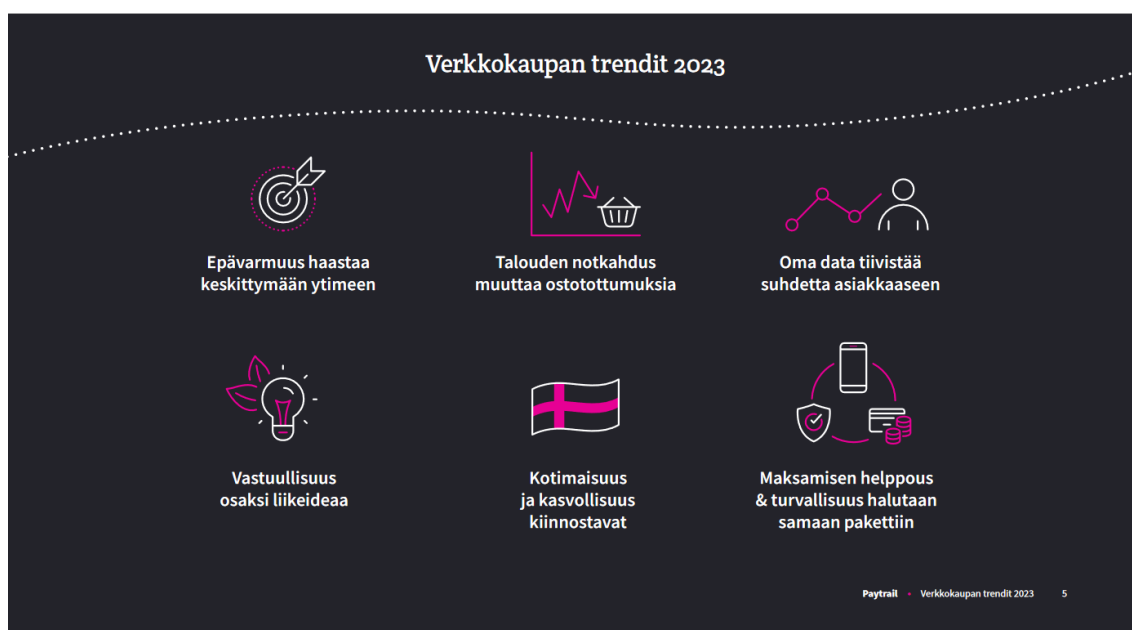 Verkkokaupan trendit 2023
Epävarmuus haastaa
keskittymään ytimeen
Talouden notkahdus
muuttaa ostotottumuksia
Oma data tiivistää
suhdetta asiakkaaseen
Vastuullisuus
osaksi liikeideaa
Kotimaisuus
ja kasvollisuus
kiinnostavat
Maksamisen helppous
& turvallisuus halutaan
samaan pakettiin
Paytrail • Verkkokaupan trendit 2023 5